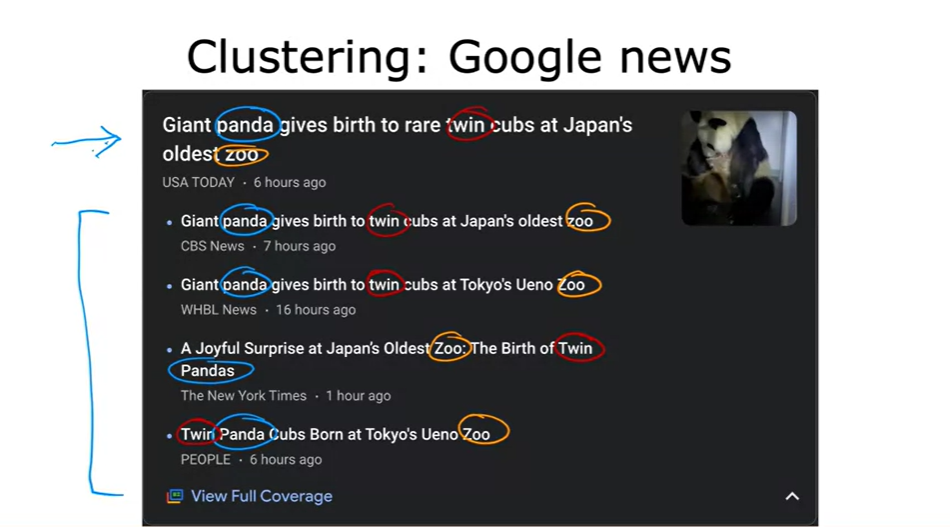 Clustering: Google news
Giant panda gives birth to rare twin cubs at Japan's
oldest zoo
USA TODAY · 6 hours ago
• Giant panda gives birth to twin cubs at Japan's oldest zoo
CBS News · 7 hours ago
• Giant panda gives birth to twin cubs at Tokyo's Ueno Zoo
WHBL News · 16 hours ago
• A Joyful Surprise at Japan's Oldest Zoo: The Birth of Twin
Pandas
The New York Times · 1 hour ago
• Twin Panda Cubs Born at Tokyo's Ueno Zoo
PEOPLE · 6 hours ago
View Full Coverage